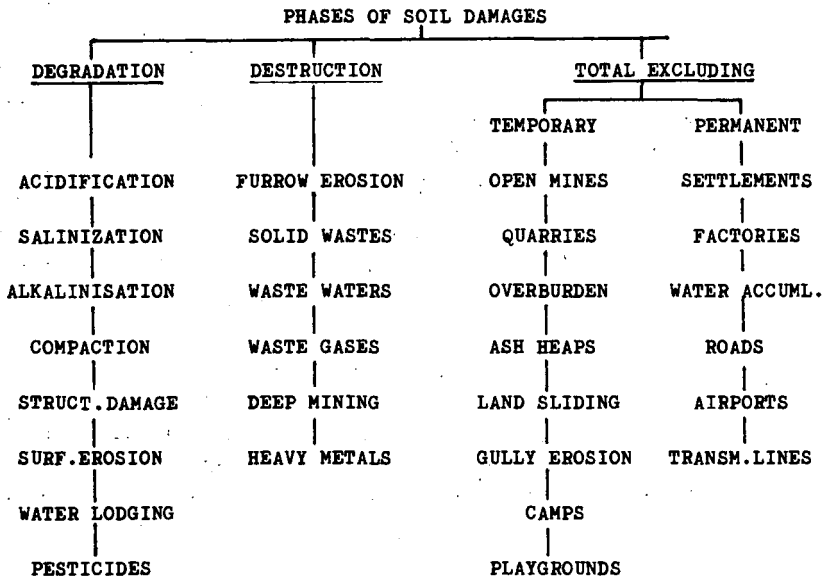 PHASES OF SOIL DAMAGES
DEGRADATION DESTRUCTION TOTAL EXCLUDING
TEMPORARY PERMANENT
ACIDIFICATION FURROW EROSION OPEN MINES SETTLEMENTS
SALINIZATION SOLID WASTES QUARRIES FACTORIES
ALKALINISATION WASTE WATERS OVERBURDEN WATER ACCUML.
COMPACTION WASTE GASES ASH HEAPS ROADS
STRUCT.DAMAGE DEEP MINING LAND SLIDING AIRPORTS
SURF.EROSION HEAVY METALS GULLY EROSION TRANSM.LINES
WATER LODGING CAMPS
PESTICIDES PLAYGROUNDS